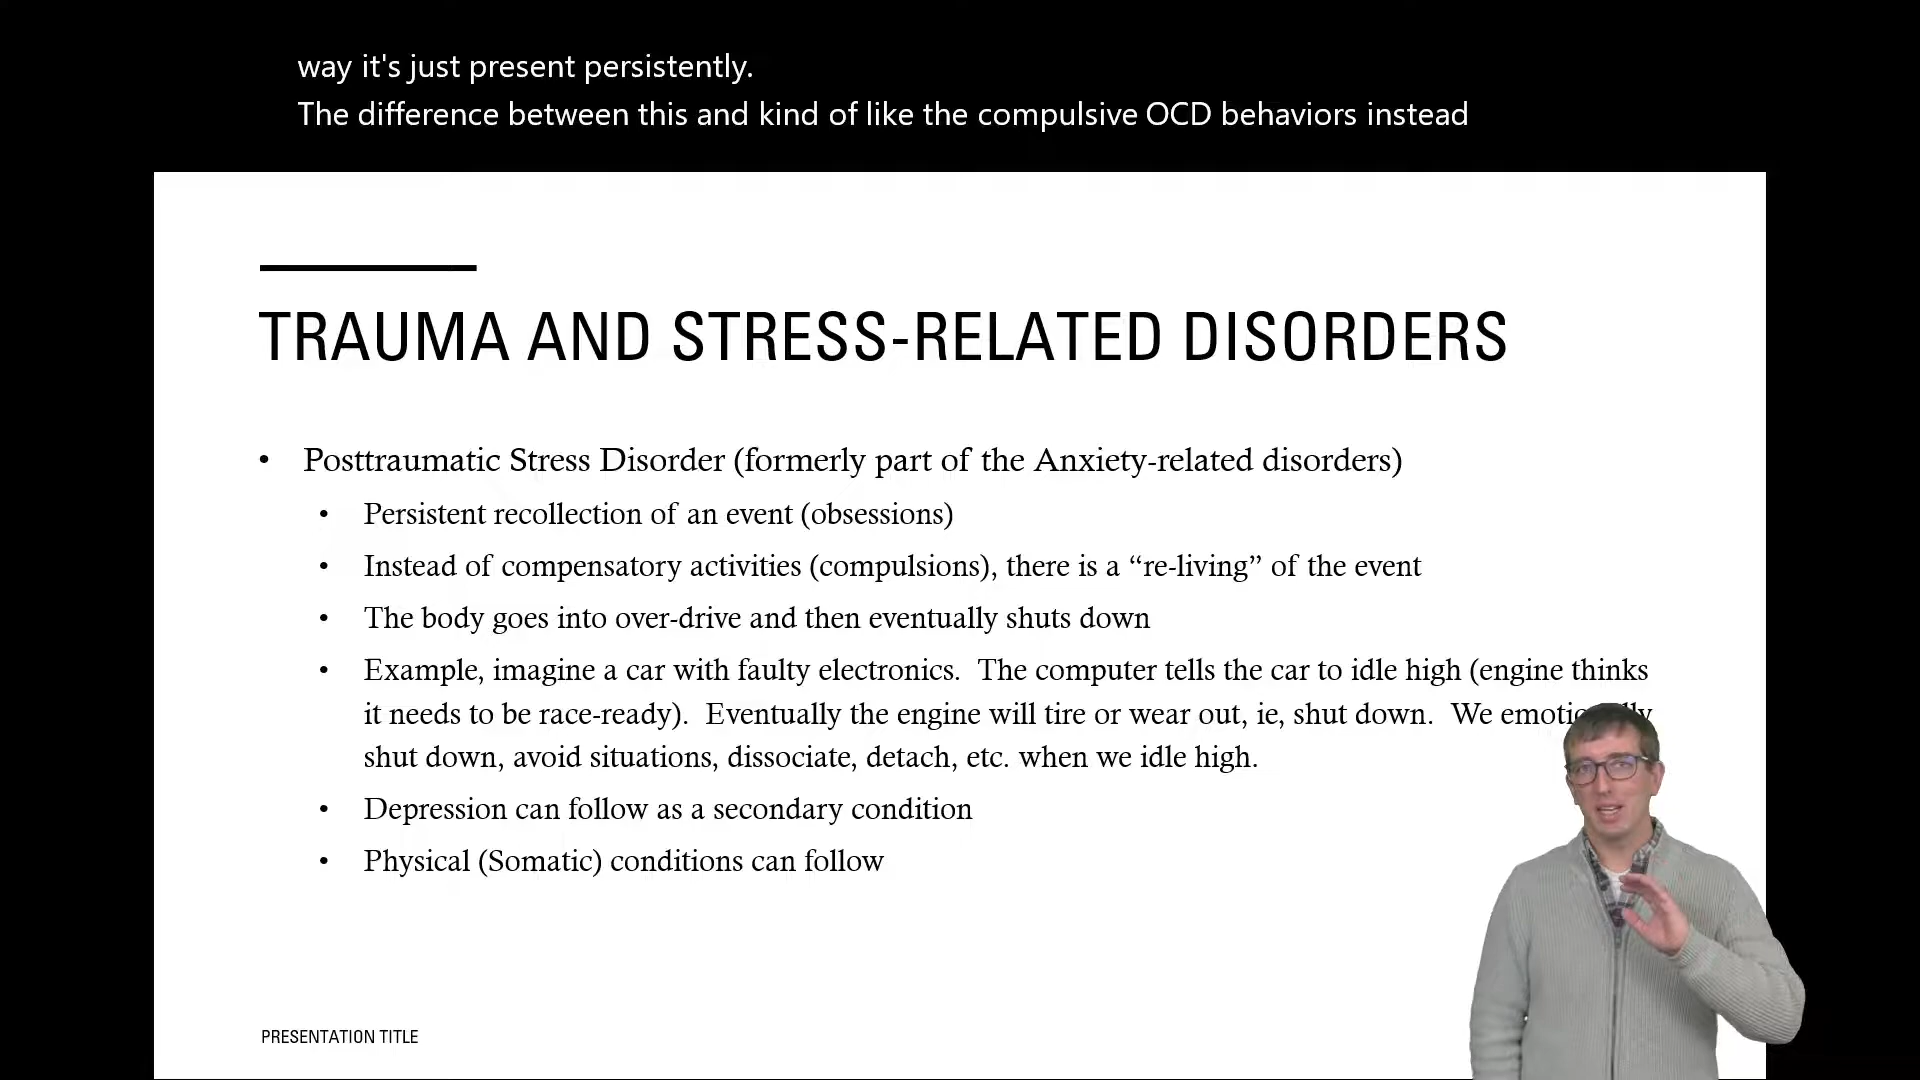 way it's just present persistently.
The difference between this and kind of like the compulsive OCD behaviors instead
TRAUMA AND STRESS-RELATED DISORDERS
• Posttraumatic Stress Disorder (formerly part of the Anxiety-related disorders)
• Persistent recollection of an event (obsessions)
• Instead of compensatory activities (compulsions), there is a “re-living” of the event
• The body goes into over-drive and then eventually shuts down
• Example, imagine a car with faulty electronics.  The computer tells the car to idle high (engine thinks
it needs to be race-ready).  Eventually the engine will tire or wear out, ie, shut down.  We emotionally
shut down, avoid situations, dissociate, detach, etc. when we idle high.
• Depression can follow as a secondary condition
• Physical (Somatic) conditions can follow
PRESENTATION TITLE